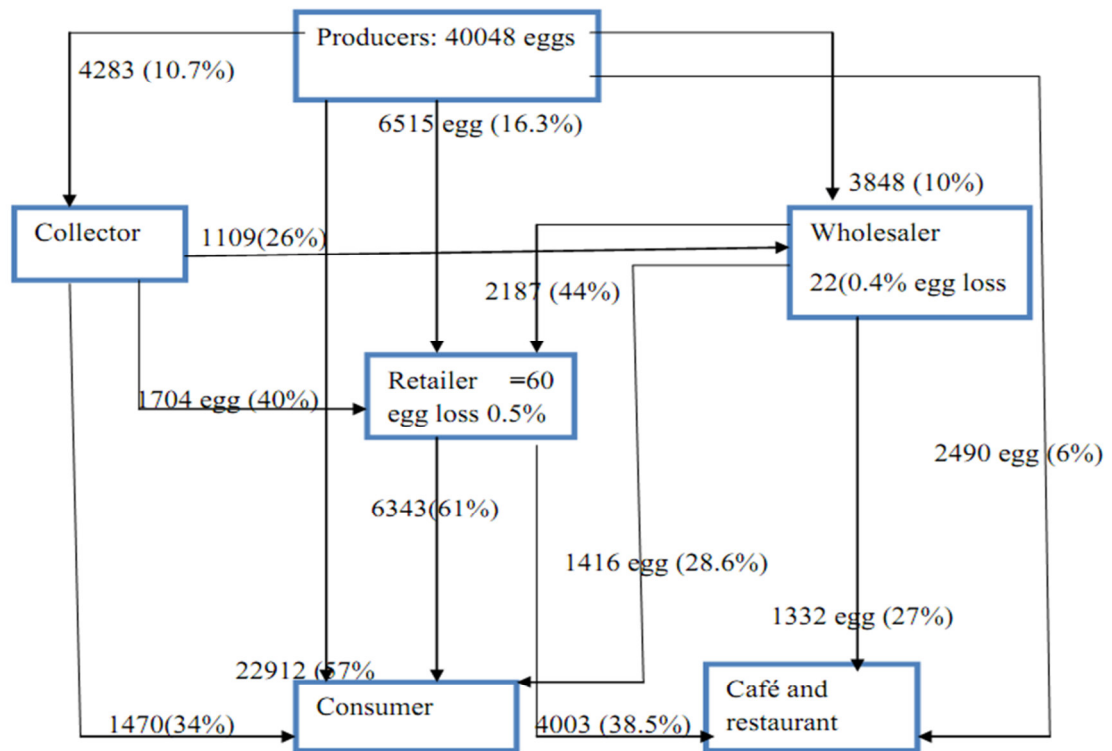 Producers: 40048 eggs
4283 (10.7%)
6515 egg (16.3%)
3848 (10%)
Collector
1109(26%)
Wholesaler
22(0.4% egg loss
2187 (44%)
Retailer =60
egg loss 0.5%
1704 egg (40%)
2490 egg (6%)
6343(61%)
1416 egg (28.6%)
1332 egg (27%)
22912 (57%
Consumer
Café and
restaurant
1470(34%)
4003 (38.5%)